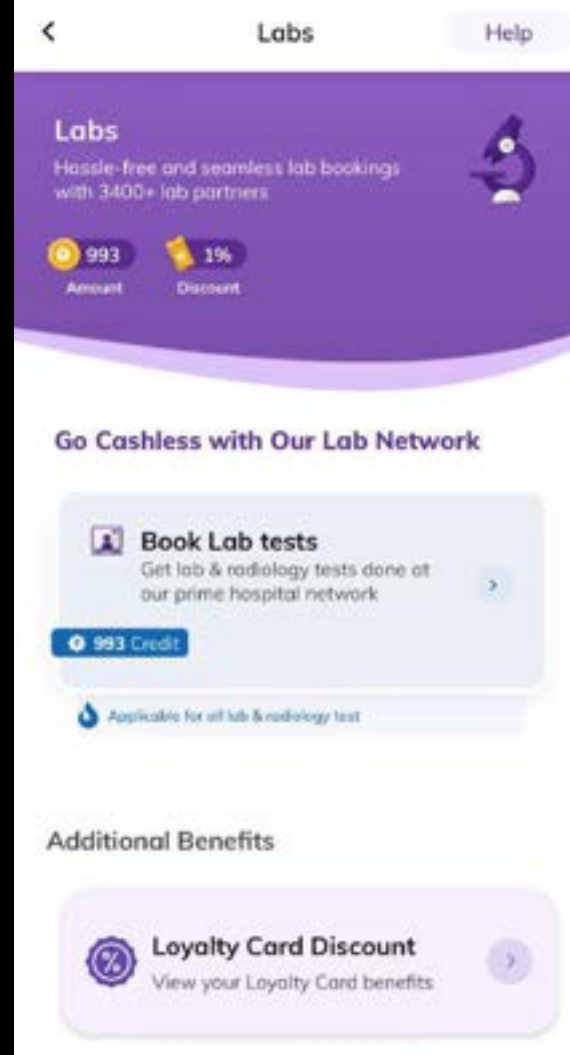 Labs
Help
Labs
Hassle-free and seamless lab bookings
with 3400+ lab partners
993
1%
Amount
Discount
Go Cashless with Our Lab Network
Book Lab tests
Get lab & radiology tests done at
our prime hospital network
993 Credit
Applicable for all lab & radiology test
Additional Benefits
Loyalty Card Discount
View your Loyalty Card benefits